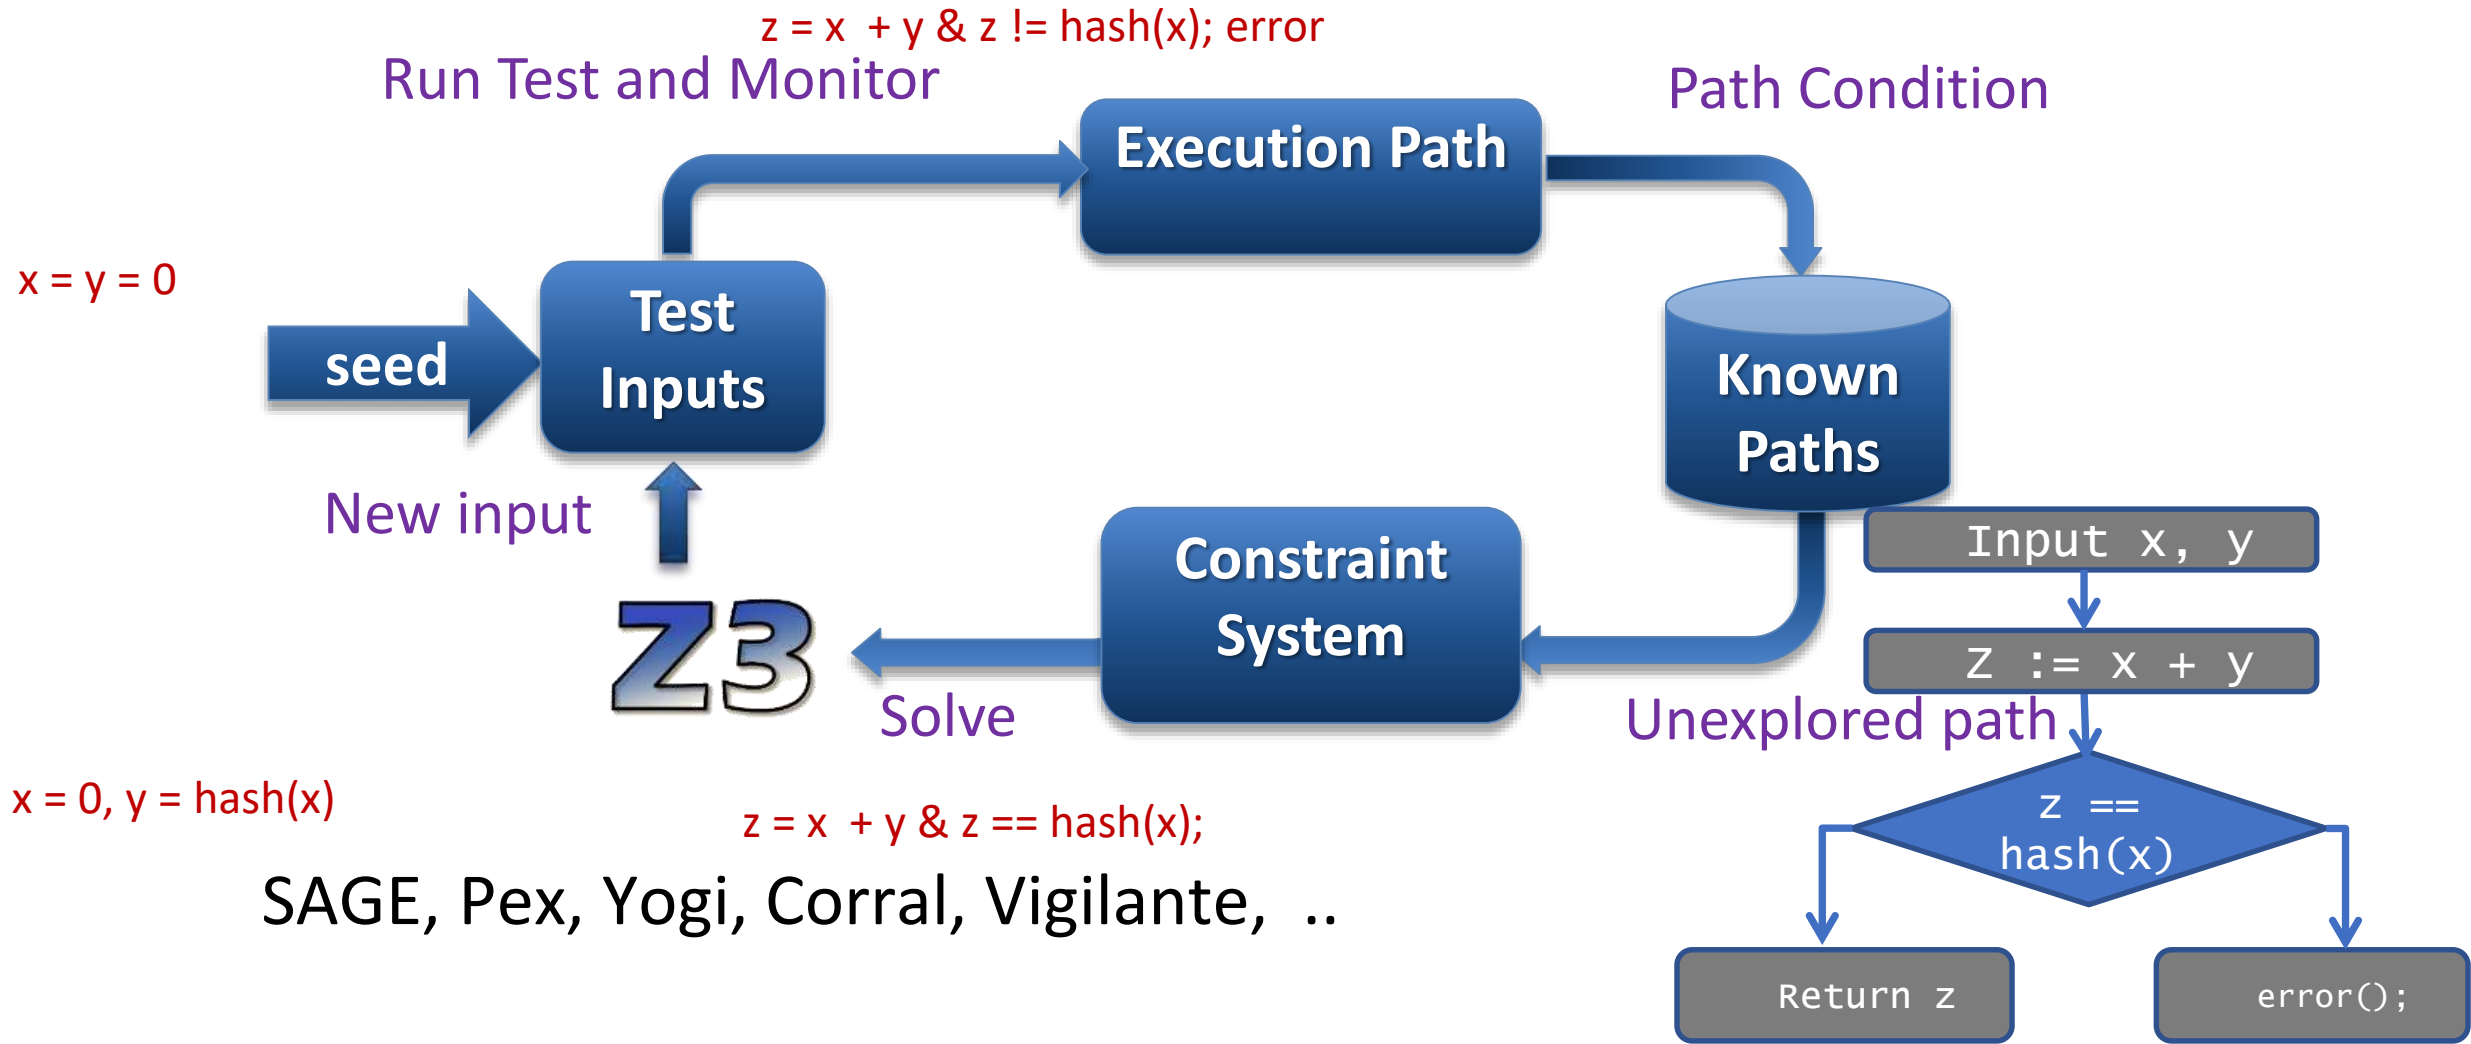 z = x  + y & z != hash(x); error
Run Test and Monitor
Path Condition
Execution Path
x = y = 0
seed
Test
Inputs
Known
Paths
New input
Constraint
System
Z3
Solve
Unexplored path
Input x, y
Z := x + y
z ==
hash(x)
Return z
error();
x = 0, y = hash(x)
z = x  + y & z == hash(x);
SAGE, Pex, Yogi, Corral, Vigilante,  ..